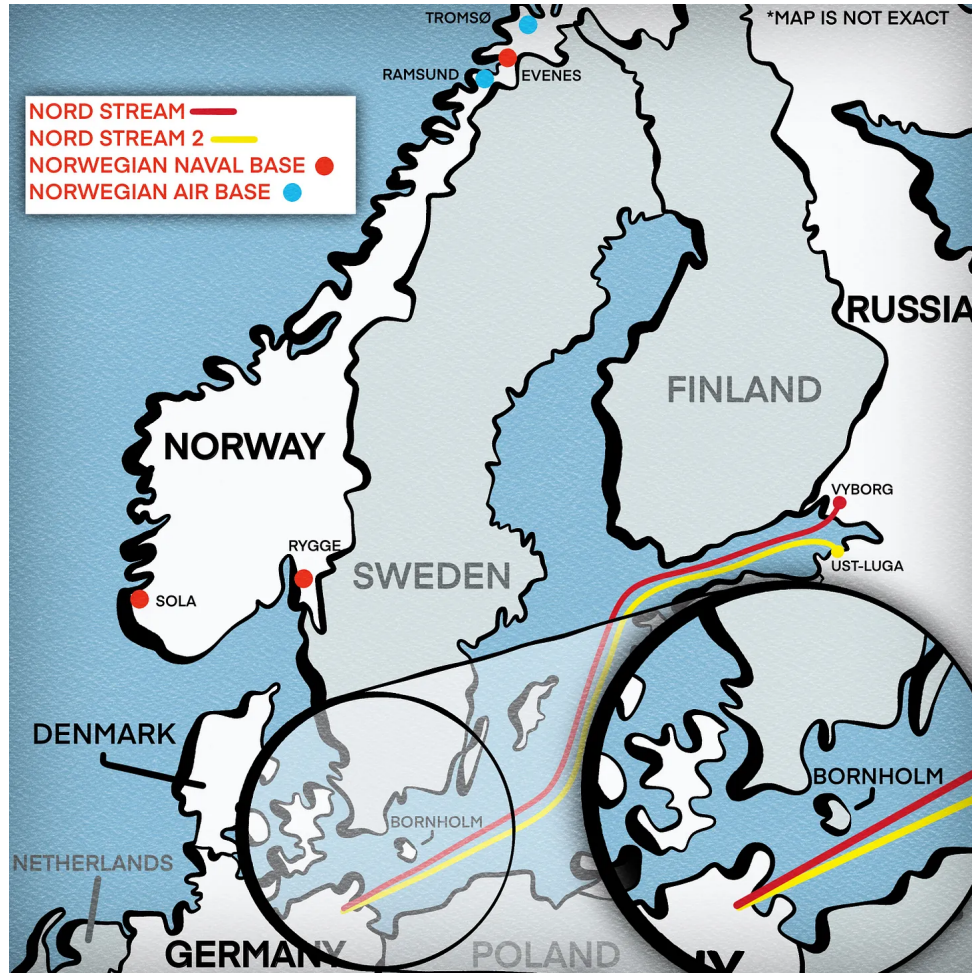 TROMSØ
*MAP IS NOT EXACT
RAMSUND
EVENES
NORD STREAM
NORD STREAM 2
NORWEGIAN NAVAL BASE
NORWEGIAN AIR BASE
RUSSIA
FINLAND
NORWAY
VYBORG
RYGGE
UST-LUGA
SWEDEN
SOLA
DENMARK
BORNHOLM
BORNHOLM
NETHERLANDS
GERMANY
POLAND
NY